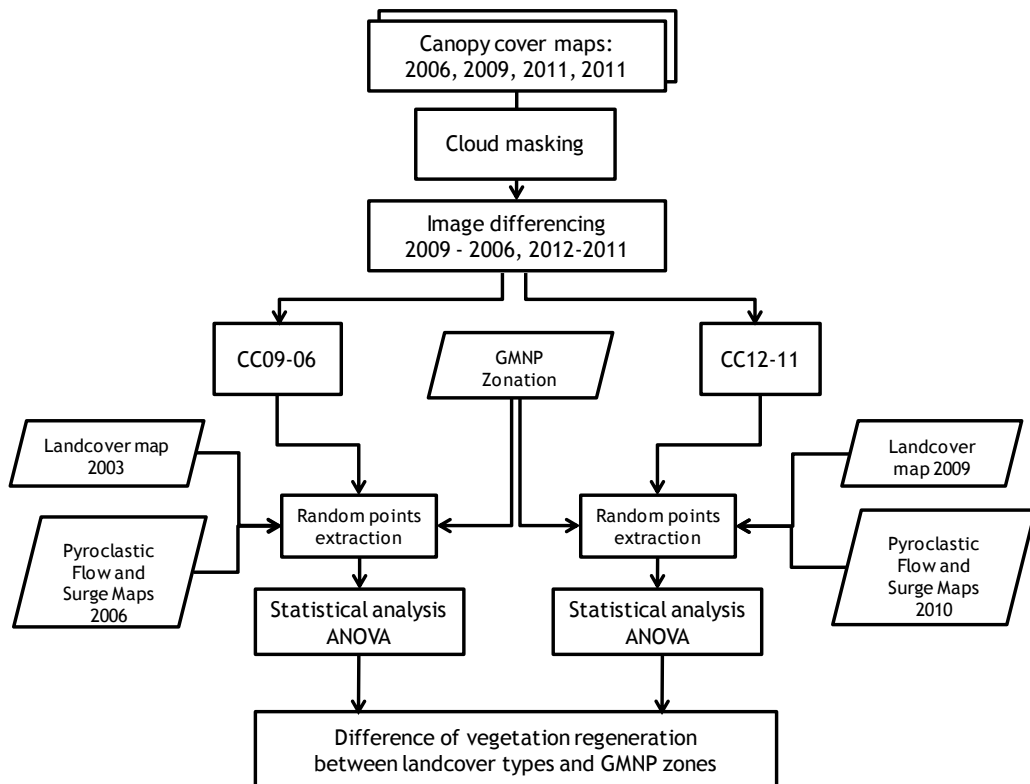 Canopy cover maps:
2006, 2009, 2011, 2011
Cloud masking
Image differencing
2009 - 2006, 2012-2011
CC09-06
GMNP
Zonation
CC12-11
Landcover map
2003
Landcover
map 2009
Random points
extraction
Random points
extraction
Pyroclastic
Flow and
Surge Maps
2006
Pyroclastic
Flow and
Surge Maps
2010
Statistical analysis
ANOVA
Statistical analysis
ANOVA
Difference of vegetation regeneration
between landcover types and GMNP zones